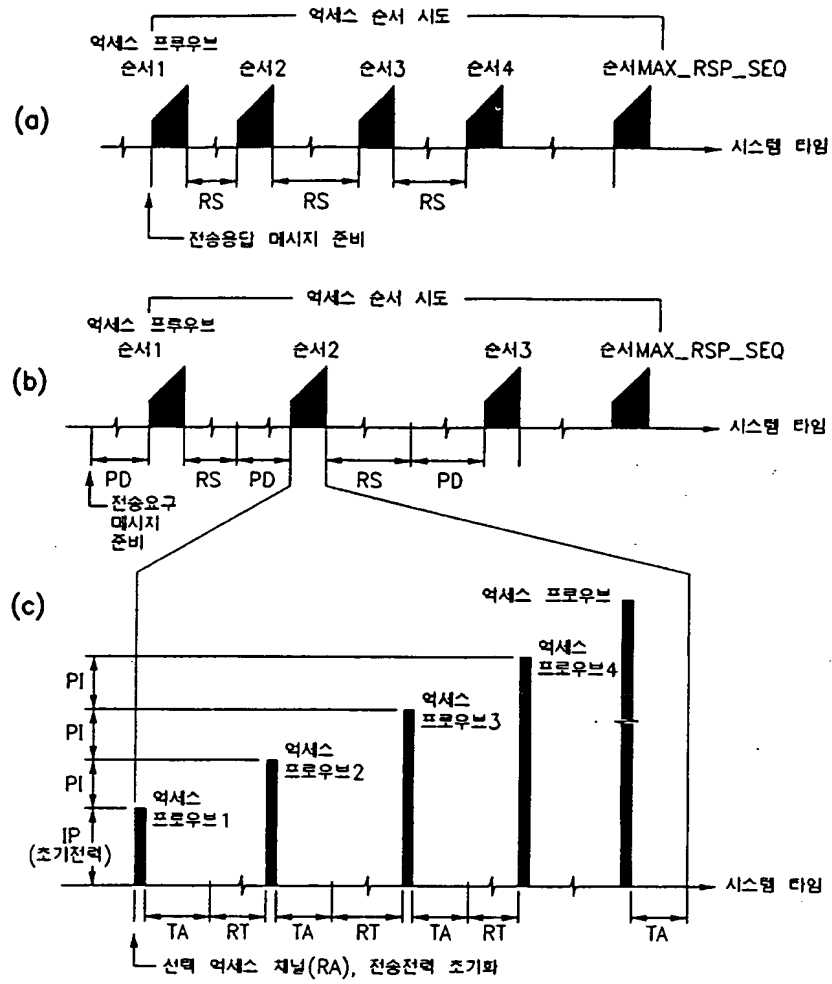 억세스 순서 시도
억세스 프루우브
순서1 순서2 순서3 순서4 순서MAX_RSP_SEQ
(a)
시스템 타임
RS RS RS
전송응답 메시지 준비
억세스 순서 시도
억세스 프루우브
순서1 순서2 순서3 순서MAX_RSP_SEQ
(b)
시스템 타임
PD RS PD RS PD
전송요구
메시지
준비
(c)
억세스 프로우브
억세스
프로우브4
PI
억세스
프로우브3
PI
억세스
프로우브2
PI
억세스
프로우브1
IP
(초기전력)
시스템 타임
TA RT TA RT TA RT TA
선택 억세스 채널(RA), 전송전력 초기화